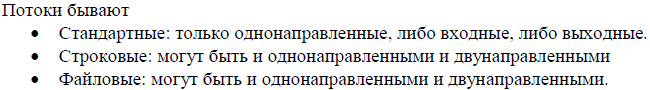 Потоки бывают
• Стандартные: только однонаправленные, либо входные, либо выходные.
• Строковые: могут быть и однонаправленными и двунаправленными
• Файловые: могут быть и однонаправленными и двунаправленными.